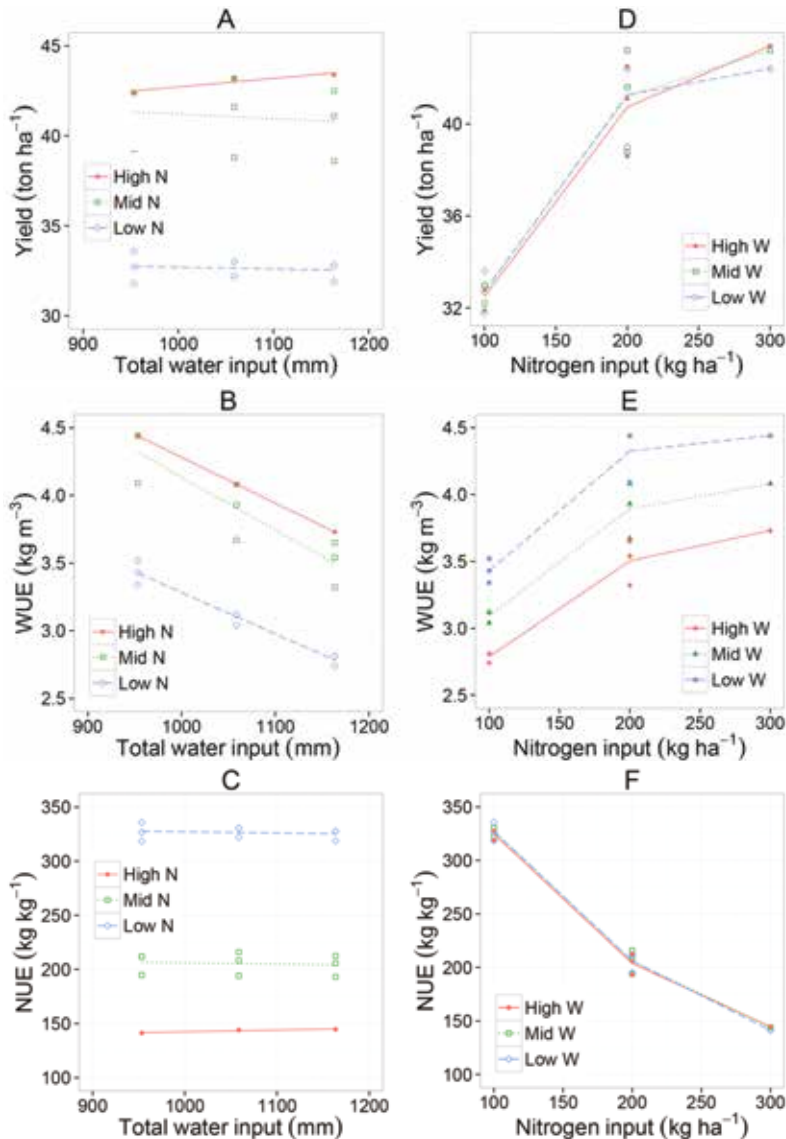 A
Yield (ton ha⁻¹)
45
40
35
30
High N
Mid N
Low N
900 1000 1100 1200
Total water input (mm)
D
Yield (ton ha⁻¹)
40
36
32
High W
Mid W
Low W
100 150 200 250 300
Nitrogen input (kg ha⁻¹)
B
WUE (kg m⁻³)
4.5
4.0
3.5
3.0
2.5
High N
Mid N
Low N
900 1000 1100 1200
Total water input (mm)
E
WUE (kg m⁻³)
4.5
4.0
3.5
3.0
2.5
High W
Mid W
Low W
100 150 200 250 300
Nitrogen input (kg ha⁻¹)
C
NUE (kg kg⁻¹)
350
300
250
200
150
100
High N
Mid N
Low N
900 1000 1100 1200
Total water input (mm)
F
NUE (kg kg⁻¹)
350
300
250
200
150
100
High W
Mid W
Low W
100 150 200 250 300
Nitrogen input (kg ha⁻¹)